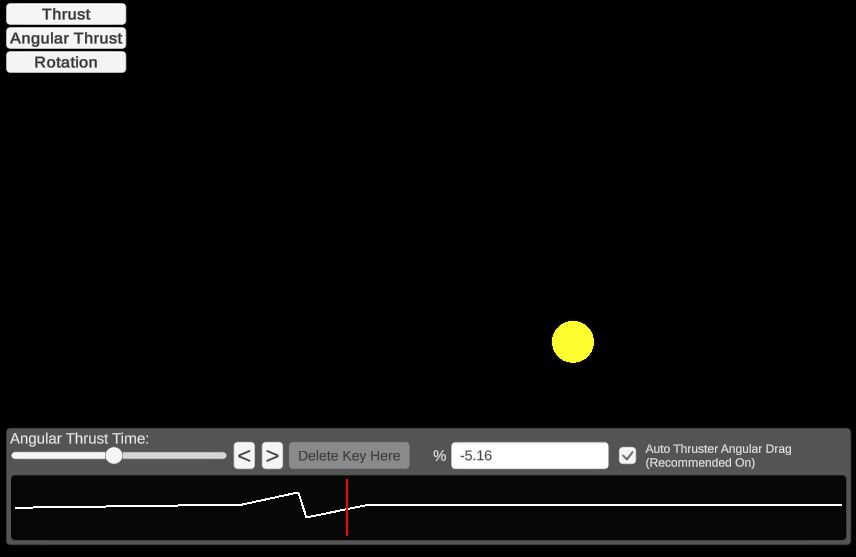 Thrust
Angular Thrust
Rotation
Angular Thrust Time:
< > Delete Key Here % -5.16 Auto Thruster Angular Drag
(Recommended On)